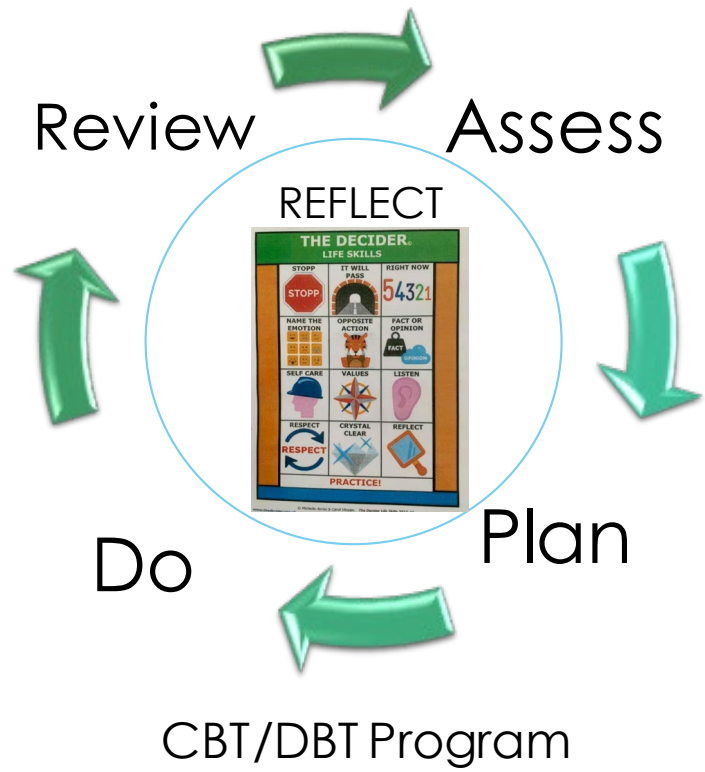 Review
Assess
REFLECT
THE DECIDER
LIFE SKILLS
STOPP
IT WILL
PASS
RIGHT NOW
STOPP
54321
NAME THE
EMOTION
OPPOSITE
ACTION
FACT OR
OPINION
FACT
OPINION
SELF CARE
VALUES
LISTEN
RESPECT
CRYSTAL
CLEAR
REFLECT
RESPECT
PRACTICE!
Do
Plan
CBT/DBT Program